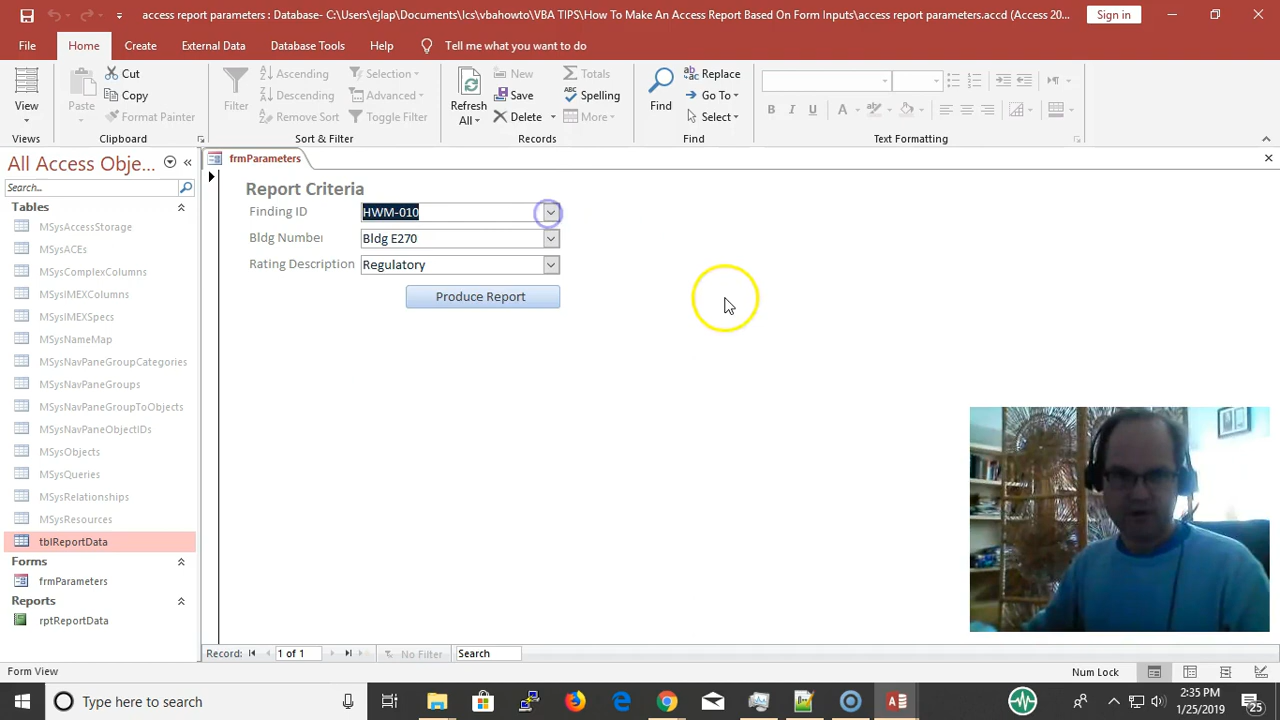 access report parameters : Database- C:\Users\ejlap\Documents\lcs\vbahowto\VBA TIPS\How To Make An Access Report Based On Form Inputs\access report parameters.accd (Access 20...
Sign in
File Home Create External Data Database Tools Help Tell me what you want to do
View
Views
Paste
Cut
Copy
Format Painter
Clipboard
Filter
Ascending
Descending
Remove Sort
Selection
Advanced
Toggle Filter
Sort & Filter
Refresh
All
New
Save
Delete
Totals
Spelling
More
Records
Find
Replace
Go To
Select
Find
B I U
A
Text Formatting
All Access Obje...
Search...
Tables
MSysAccessStorage
MSysACEs
MSysComplexColumns
MSysIMEXColumns
MSysIMEXSpecs
MSysNameMap
MSysNavPaneGroupCategories
MSysNavPaneGroups
MSysNavPaneGroupToObjects
MSysNavPaneObjectIDs
MSysObjects
MSysQueries
MSysRelationships
MSysResources
tblReportData
Forms
frmParameters
Reports
rptReportData
frmParameters
Report Criteria
Finding ID HWM-010
Bldg Number Bldg E270
Rating Description Regulatory
Produce Report
Record: 1 of 1 No Filter Search
Form View
Num Lock
Type here to search
2:35 PM
1/25/2019
25